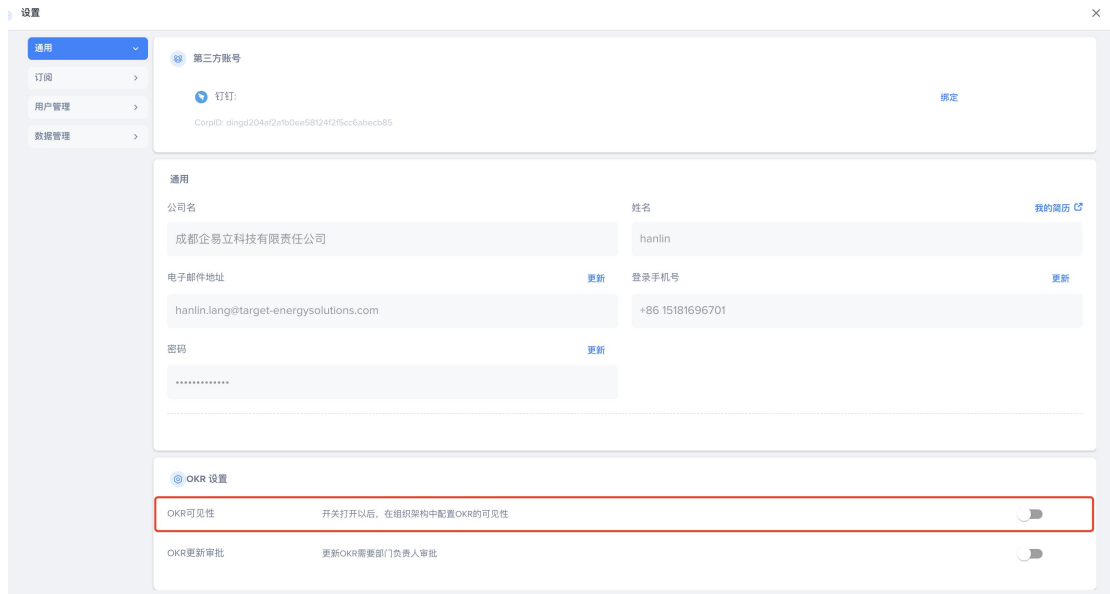 设置
通用
订阅
用户管理
数据管理
第三方账号
钉钉:
绑定
CorpID: dingd204af2a1b0ee58124f2f5cc6abecb85
通用
公司名
成都企易立科技有限责任公司
姓名
我的简历
hanlin
电子邮件地址
更新
hanlin.lang@target-energysolutions.com
登录手机号
更新
+86 15181696701
密码
更新
•••••••••••••
OKR 设置
OKR可见性
开关打开以后，在组织架构中配置OKR的可见性
OKR更新审批
更新OKR需要部门负责人审批